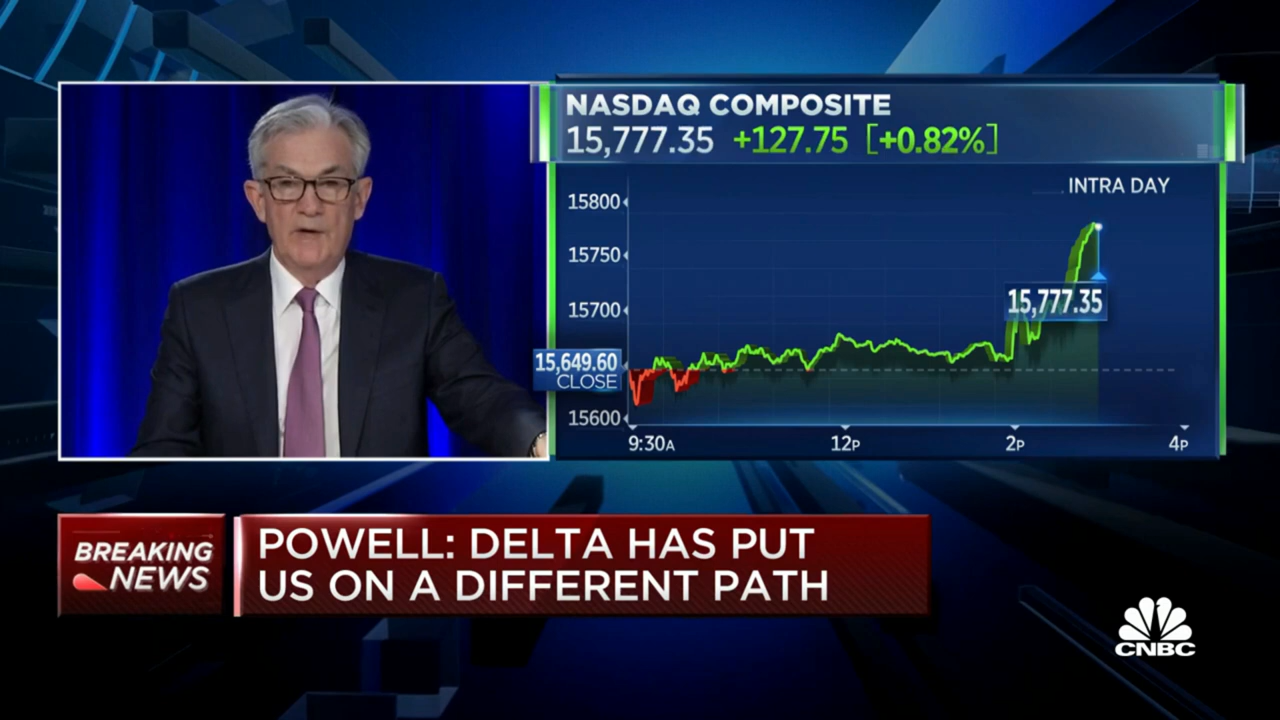 NASDAQ COMPOSITE
15,777.35 +127.75 [+0.82%]
INTRA DAY
15800
15750
15700
15,777.35
15,649.60
CLOSE
15600
9:30A 12P 2P 4P
BREAKING
NEWS
POWELL: DELTA HAS PUT
US ON A DIFFERENT PATH
CNBC